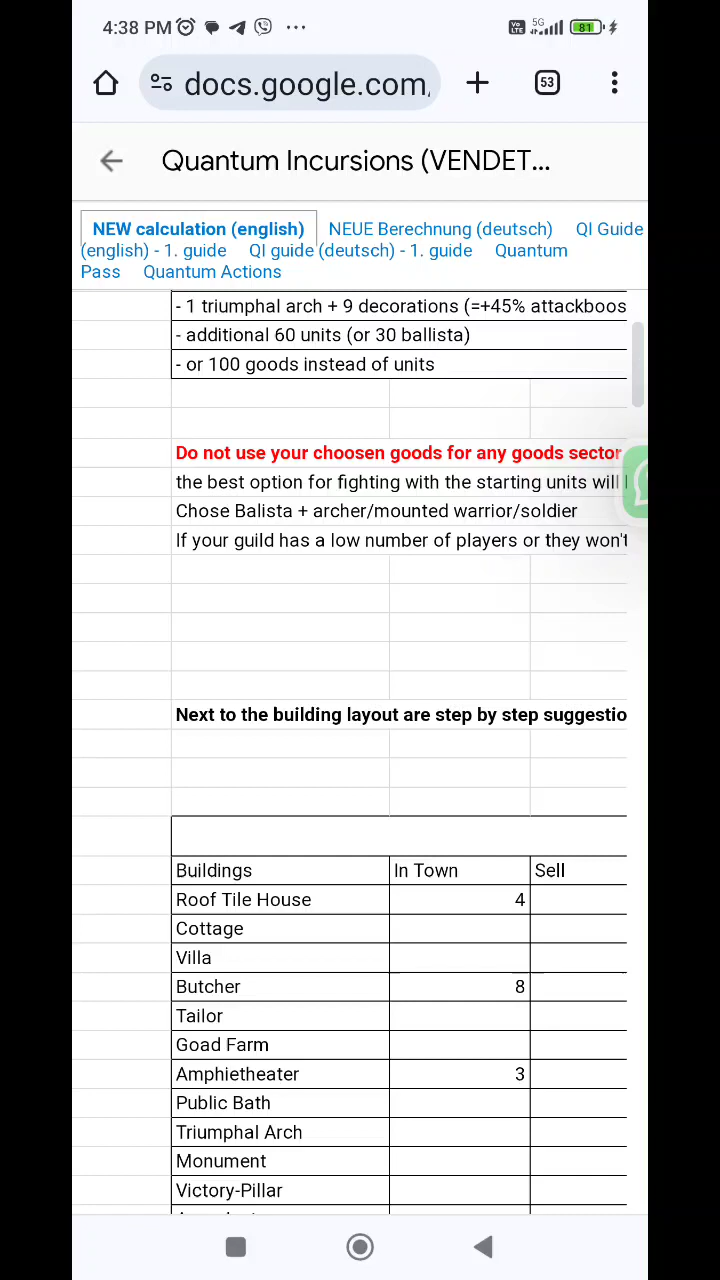 4:38 PM
Vo LTE 5G 81
docs.google.com,
53
Quantum Incursions (VENDET...
NEW calculation (english) NEUE Berechnung (deutsch) QI Guide
(english) - 1. guide QI guide (deutsch) - 1. guide Quantum
Pass Quantum Actions
- 1 triumphal arch + 9 decorations (=+45% attackboos
- additional 60 units (or 30 ballista)
- or 100 goods instead of units
Do not use your choosen goods for any goods sector
the best option for fighting with the starting units will
Chose Balista + archer/mounted warrior/soldier
If your guild has a low number of players or they won't
Next to the building layout are step by step suggestio
Buildings In Town Sell
Roof Tile House 4
Cottage
Villa
Butcher 8
Tailor
Goad Farm
Amphietheater 3
Public Bath
Triumphal Arch
Monument
Victory-Pillar